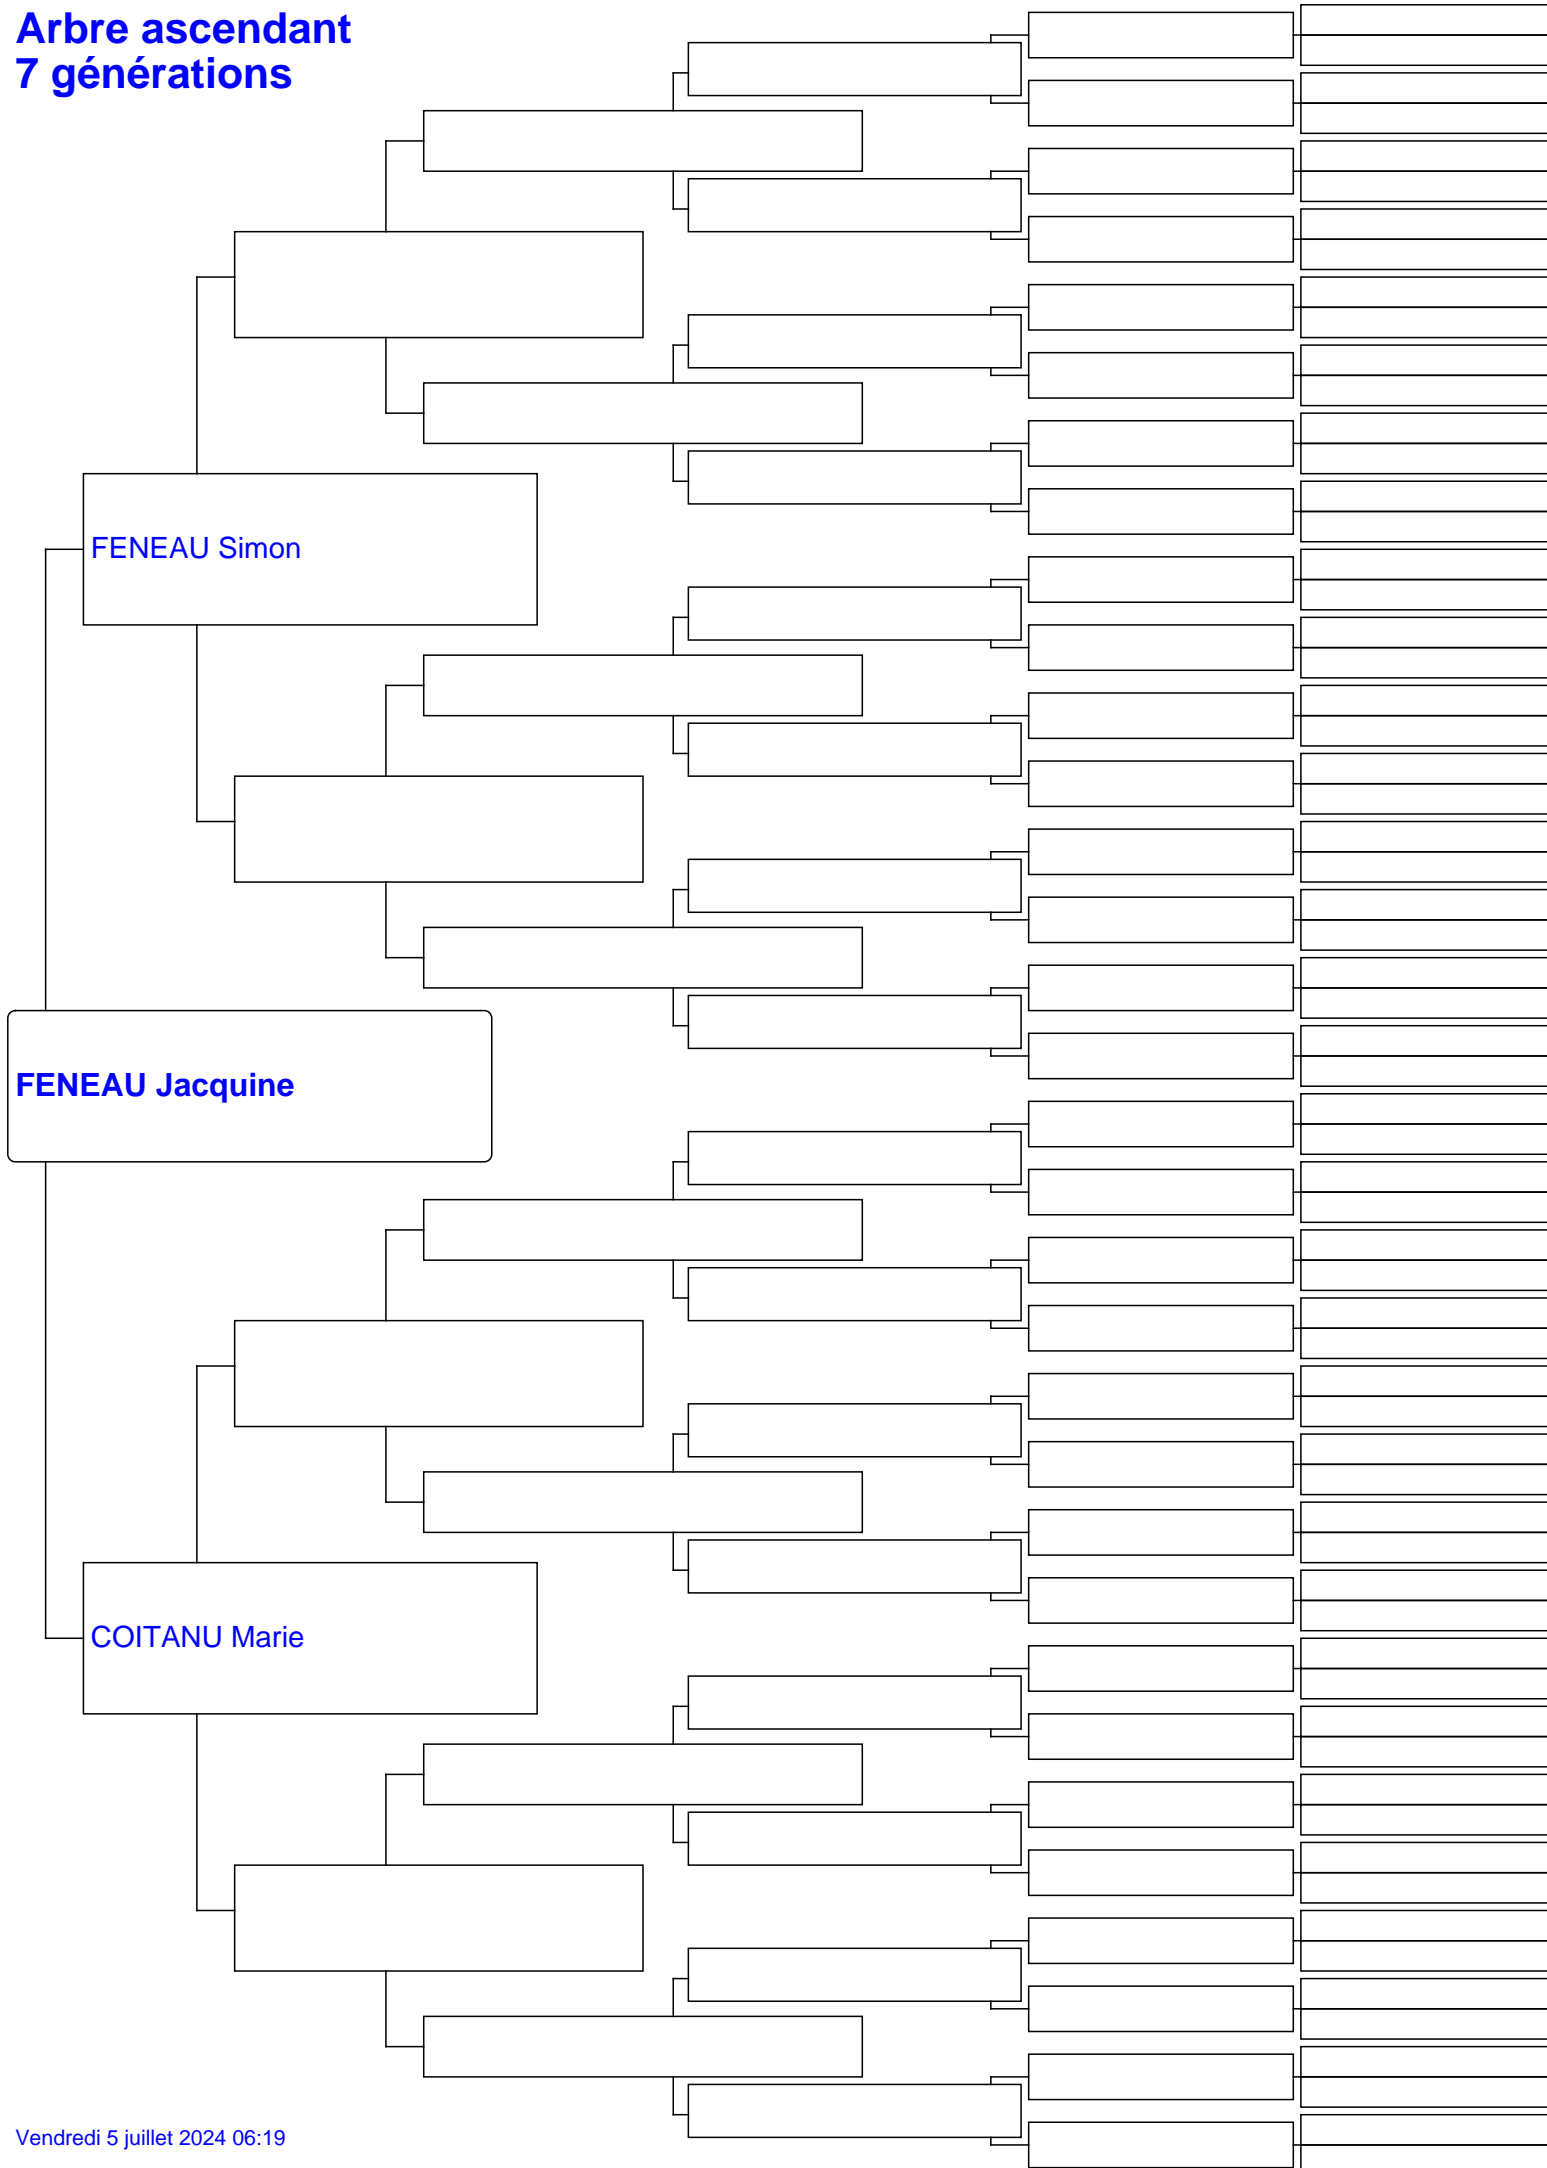 Arbre ascendant
7 générations
FENEAU Simon
FENEAU Jacquine
COITANU Marie
Vendredi 5 juillet 2024 06:19